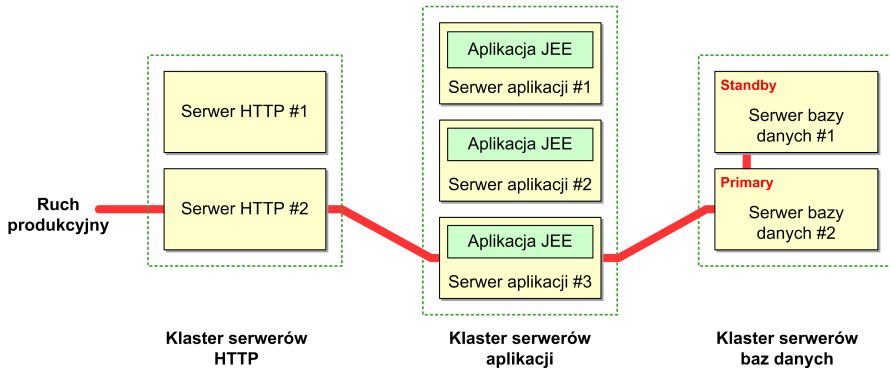 Ruch
produkcyjny
Serwer HTTP #1
Serwer HTTP #2
Klaster serwerów
HTTP
Aplikacja JEE
Serwer aplikacji #1
Aplikacja JEE
Serwer aplikacji #2
Aplikacja JEE
Serwer aplikacji #3
Klaster serwerów
aplikacji
Standby
Serwer bazy
danych #1
Primary
Serwer bazy
danych #2
Klaster serwerów
baz danych